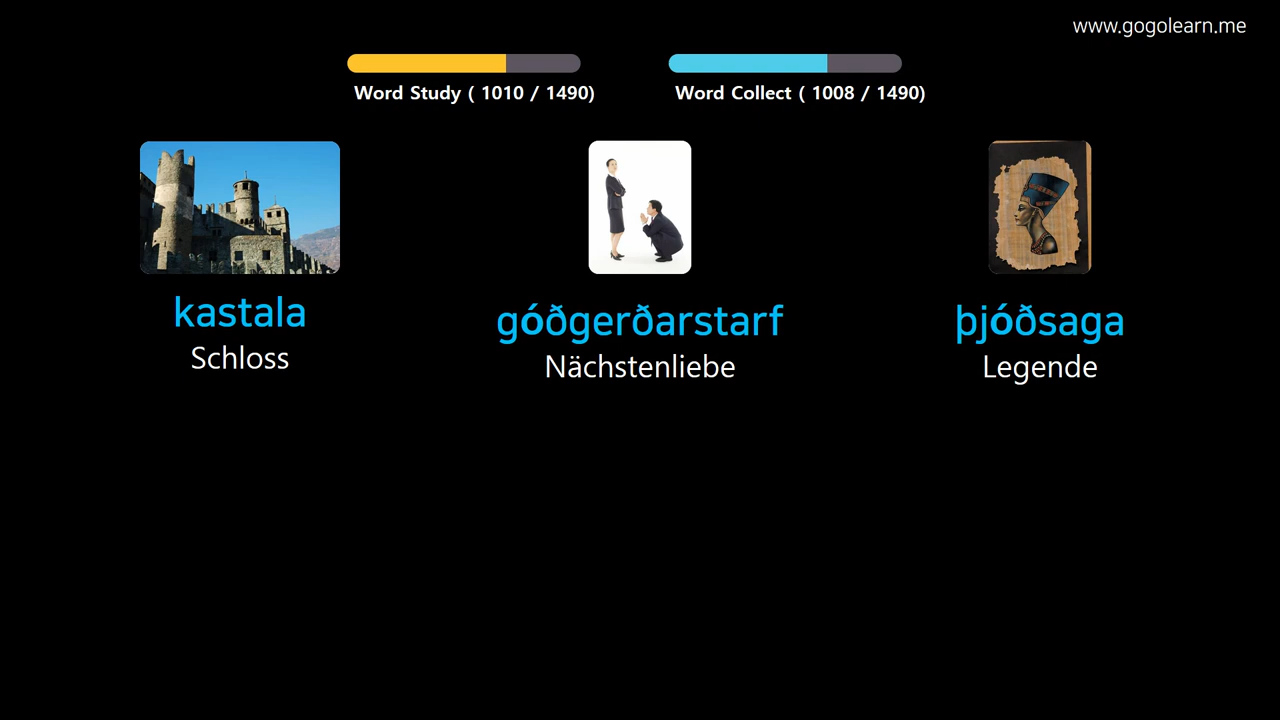 www.gogolearn.me
Word Study ( 1010 / 1490)
Word Collect ( 1008 / 1490)
kastala
Schloss
góðgerðarstarf
Nächstenliebe
þjóðsaga
Legende